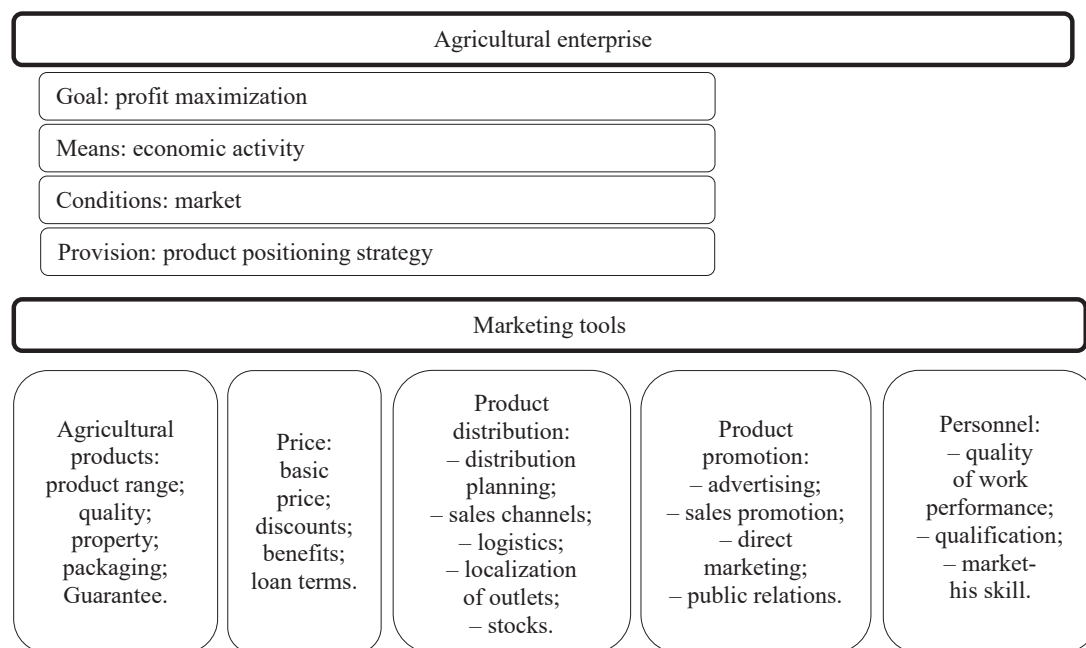 Agricultural enterprise
Goal: profit maximization
Means: economic activity
Conditions: market
Provision: product positioning strategy
Marketing tools
Agricultural
products:
product range;
quality;
property;
packaging;
Guarantee.
Price:
basic
price;
discounts;
benefits;
loan terms.
Product
distribution:
– distribution
planning;
– sales channels;
– logistics;
– localization
of outlets;
– stocks.
Product
promotion:
– advertising;
– sales promotion;
– direct
marketing;
– public relations.
Personnel:
– quality
of work
performance;
– qualification;
– market-
his skill.